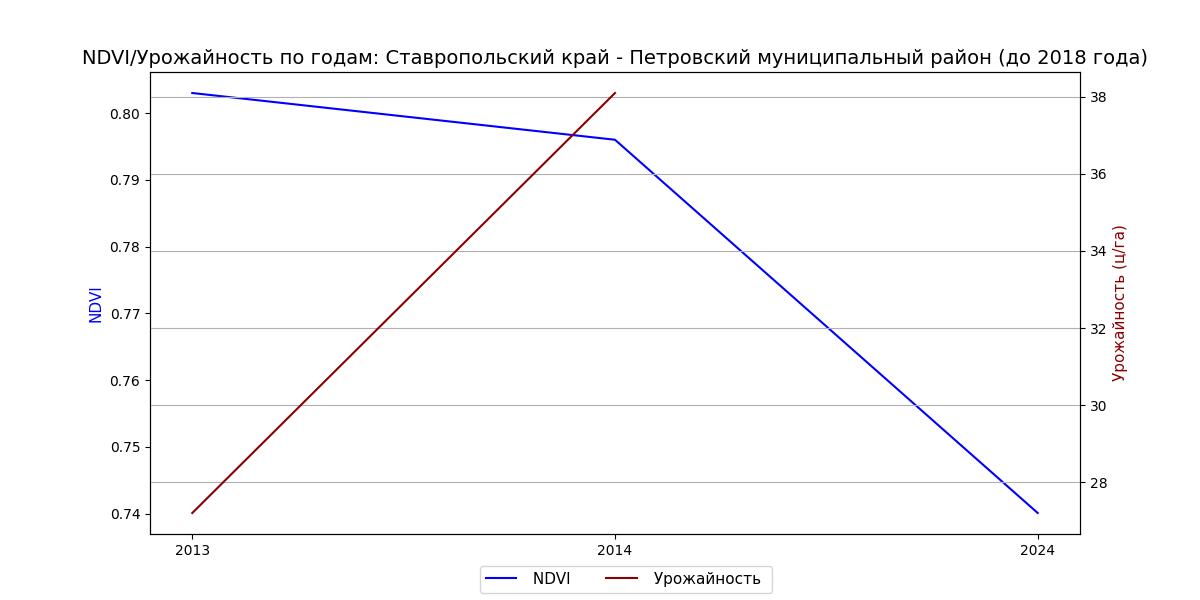 NDVI/Урожайность по годам: Ставропольский край - Петровский муниципальный район (до 2018 года)
0.80
0.79
0.78
0.77
0.76
0.75
0.74
NDVI
38
36
34
32
30
28
Урожайность (ц/га)
2013 2014 2024
NDVI Урожайность